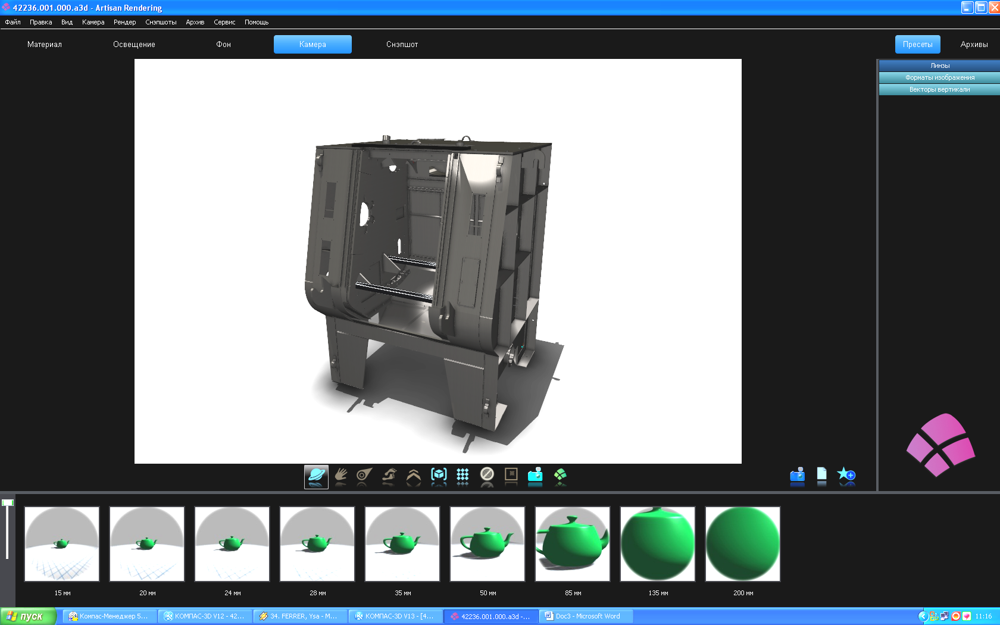 42236.001.000.a3d - Artisan Rendering
Файл Правка Вид Камера Рендер Снэпшоты Архив Сервис Помощь
Материал Освещение Фон Камера Снэпшот Пресеты Архивы
Линзы
Форматы изображения
Векторы вертикали
15 мм 20 мм 24 мм 28 мм 35 мм 50 мм 85 мм 135 мм 200 мм
пуск Компас-Менеджер 5... КОМПАС-3D V12 - 42... 34. FERRER, Ysa - M... КОМПАС-3D V13 - [4... 42236.001.000.a3d -... Doc3 - Microsoft Word 11:16